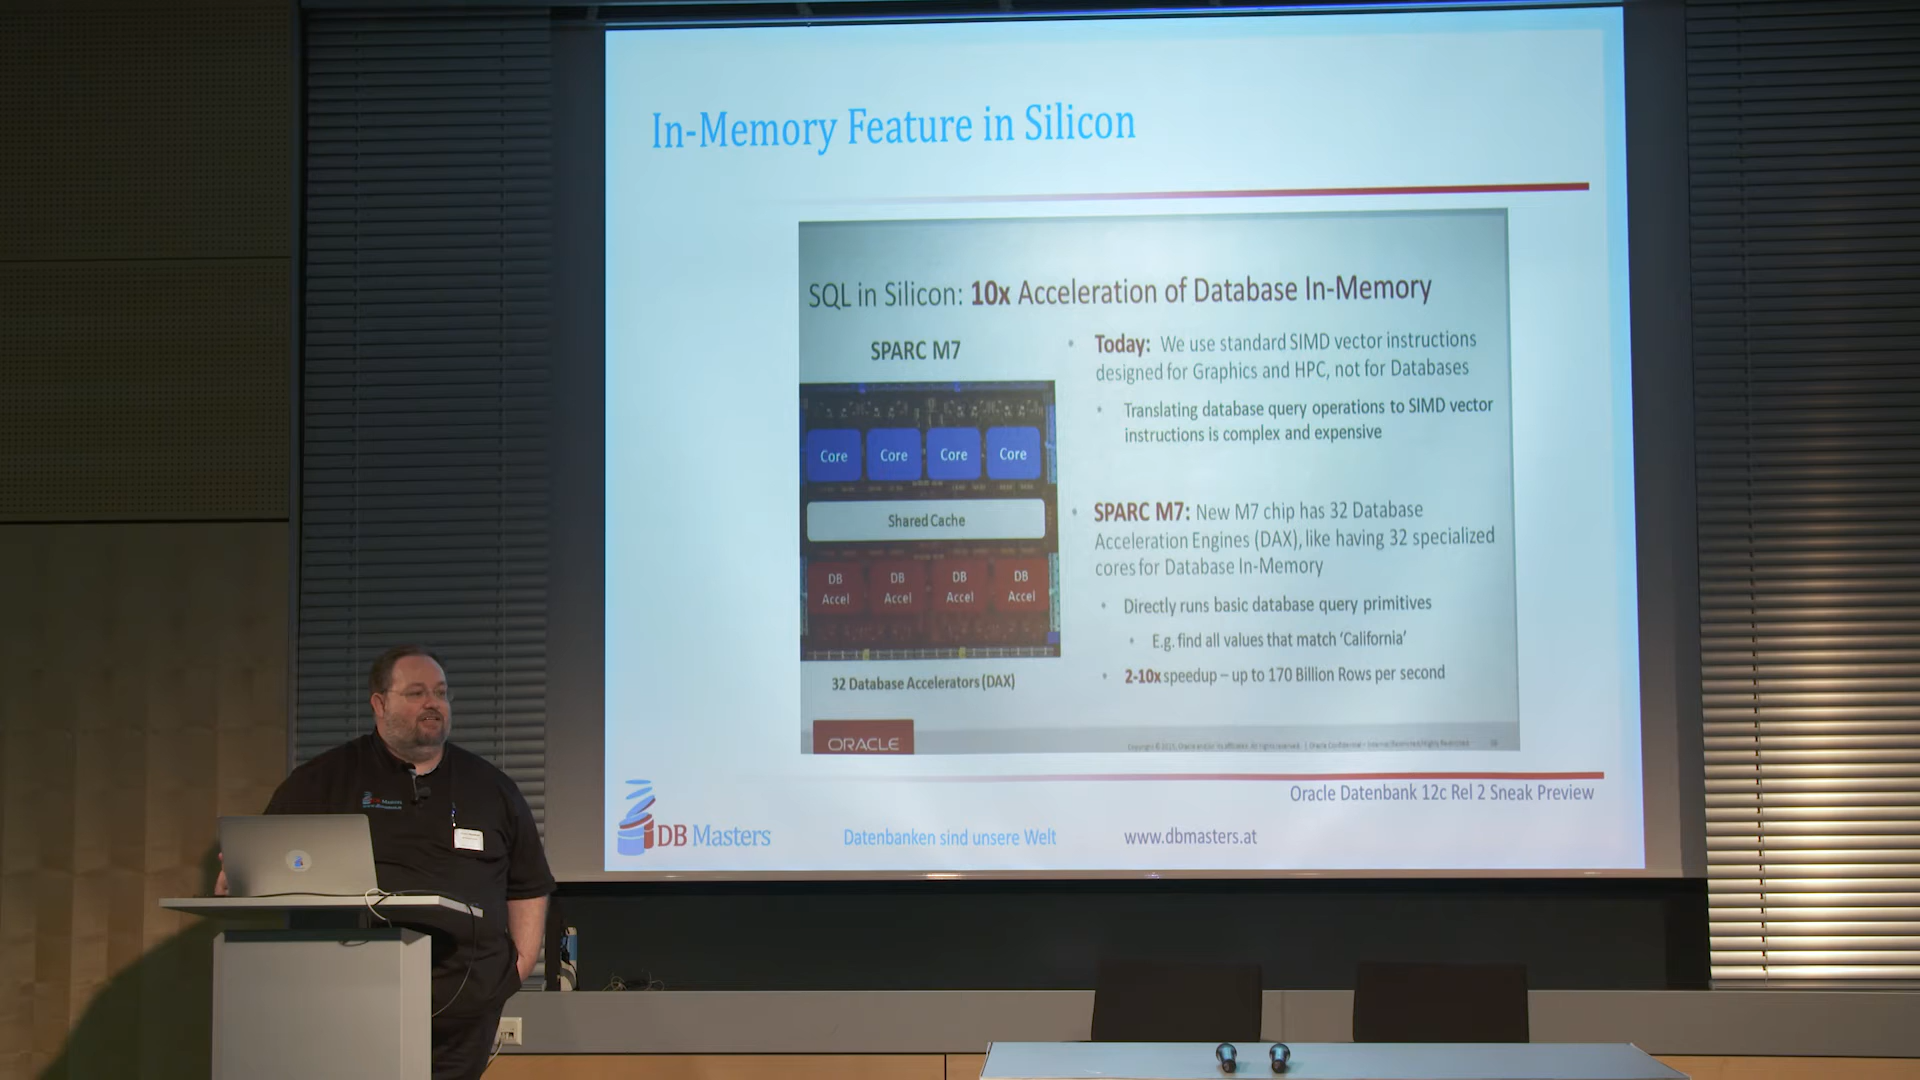 In-Memory Feature in Silicon
SQL in Silicon: 10x Acceleration of Database In-Memory
SPARC M7
Core Core Core Core
Shared Cache
DB Accel DB Accel DB Accel DB Accel
32 Database Accelerators (DAX)
• Today: We use standard SIMD vector instructions
designed for Graphics and HPC, not for Databases
• Translating database query operations to SIMD vector
instructions is complex and expensive
• SPARC M7: New M7 chip has 32 Database
Acceleration Engines (DAX), like having 32 specialized
cores for Database In-Memory
• Directly runs basic database query primitives
• E.g. find all values that match ‘California’
• 2-10x speedup – up to 170 Billion Rows per second
ORACLE
Oracle Datenbank 12c Rel 2 Sneak Preview
DB Masters
Datenbanken sind unsere Welt
www.dbmasters.at